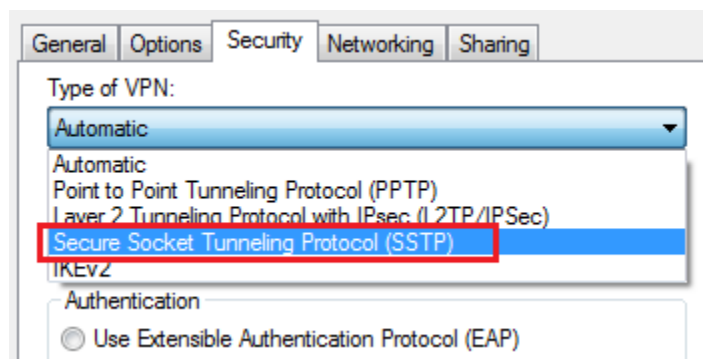 General Options Security Networking Sharing
Type of VPN:
Automatic
Automatic
Point to Point Tunneling Protocol (PPTP)
Layer 2 Tunneling Protocol with IPsec (L2TP/IPSec)
Secure Socket Tunneling Protocol (SSTP)
IKEv2
Authentication
Use Extensible Authentication Protocol (EAP)